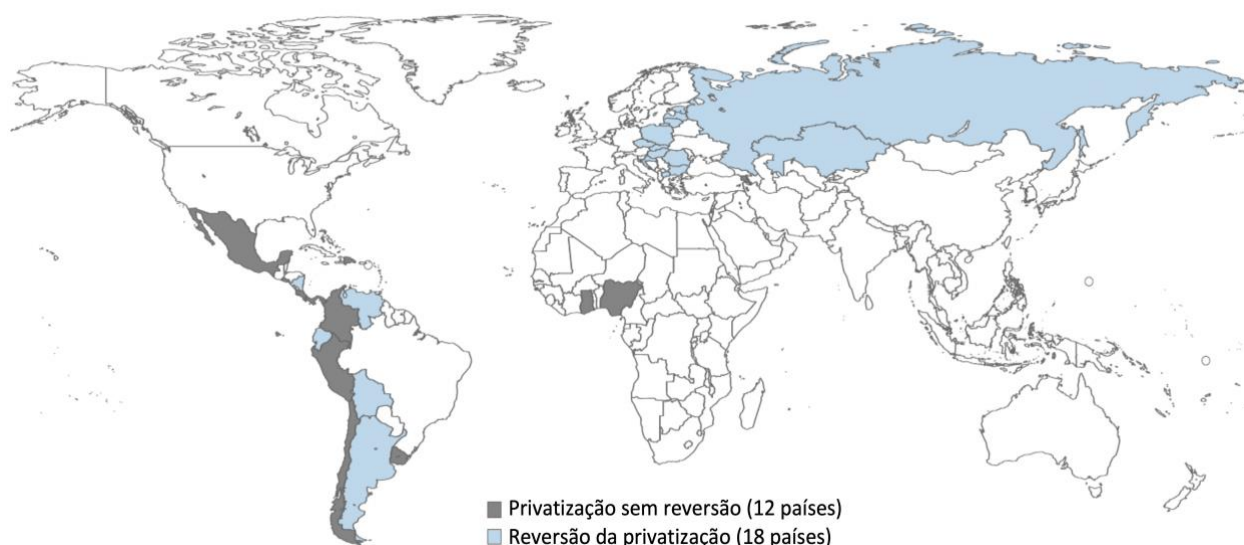 Privatização sem reversão (12 países)
Reversão da privatização (18 países)